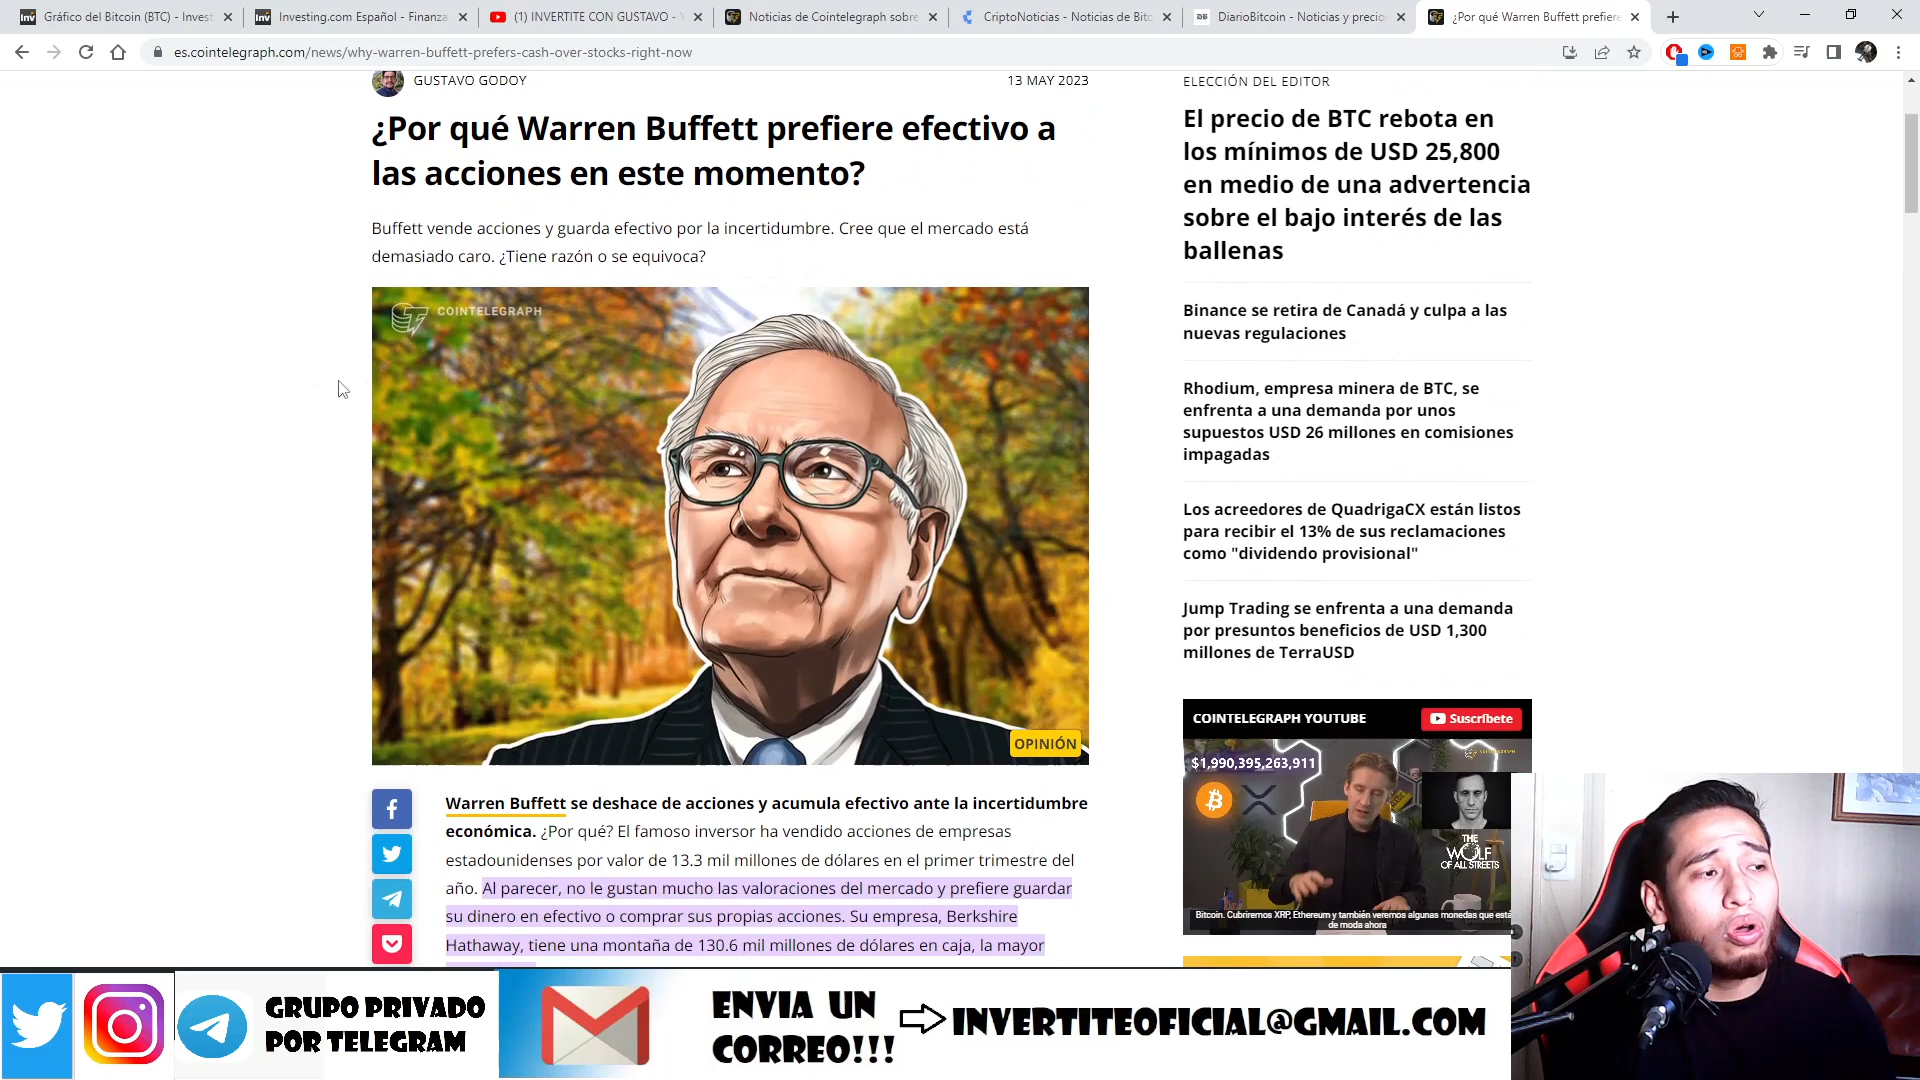 Gráfico del Bitcoin (BTC) - Invest
Investing.com Español - Finanza
(1) INVERTITE CON GUSTAVO - Y
Noticias de Cointelegraph sobre
CriptoNoticias - Noticias de Bitc
DiarioBitcoin - Noticias y precio
¿Por qué Warren Buffett prefiere
es.cointelegraph.com/news/why-warren-buffett-prefers-cash-over-stocks-right-now
GUSTAVO GODOY
13 MAY 2023
¿Por qué Warren Buffett prefiere efectivo a
las acciones en este momento?
Buffett vende acciones y guarda efectivo por la incertidumbre. Cree que el mercado está
demasiado caro. ¿Tiene razón o se equivoca?
COINTELEGRAPH
OPINIÓN
Warren Buffett se deshace de acciones y acumula efectivo ante la incertidumbre
económica. ¿Por qué? El famoso inversor ha vendido acciones de empresas
estadounidenses por valor de 13.3 mil millones de dólares en el primer trimestre del
año. Al parecer, no le gustan mucho las valoraciones del mercado y prefiere guardar
su dinero en efectivo o comprar sus propias acciones. Su empresa, Berkshire
Hathaway, tiene una montaña de 130.6 mil millones de dólares en caja, la mayor
ELECCIÓN DEL EDITOR
El precio de BTC rebota en
los mínimos de USD 25,800
en medio de una advertencia
sobre el bajo interés de las
ballenas
Binance se retira de Canadá y culpa a las
nuevas regulaciones
Rhodium, empresa minera de BTC, se
enfrenta a una demanda por unos
supuestos USD 26 millones en comisiones
impagadas
Los acreedores de QuadrigaCX están listos
para recibir el 13% de sus reclamaciones
como "dividendo provisional"
Jump Trading se enfrenta a una demanda
por presuntos beneficios de USD 1,300
millones de TerraUSD
COINTELEGRAPH YOUTUBE
Suscríbete
$1,990,395,263,911
THE
WOLF
OF ALL STREETS
Bitcoin. Cubriremos XRP, Ethereum y también veremos algunas monedas que está
de moda ahora
GRUPO PRIVADO
POR TELEGRAM
ENVIA UN
CORREO!!!
INVERTITEOFICIAL@GMAIL.COM